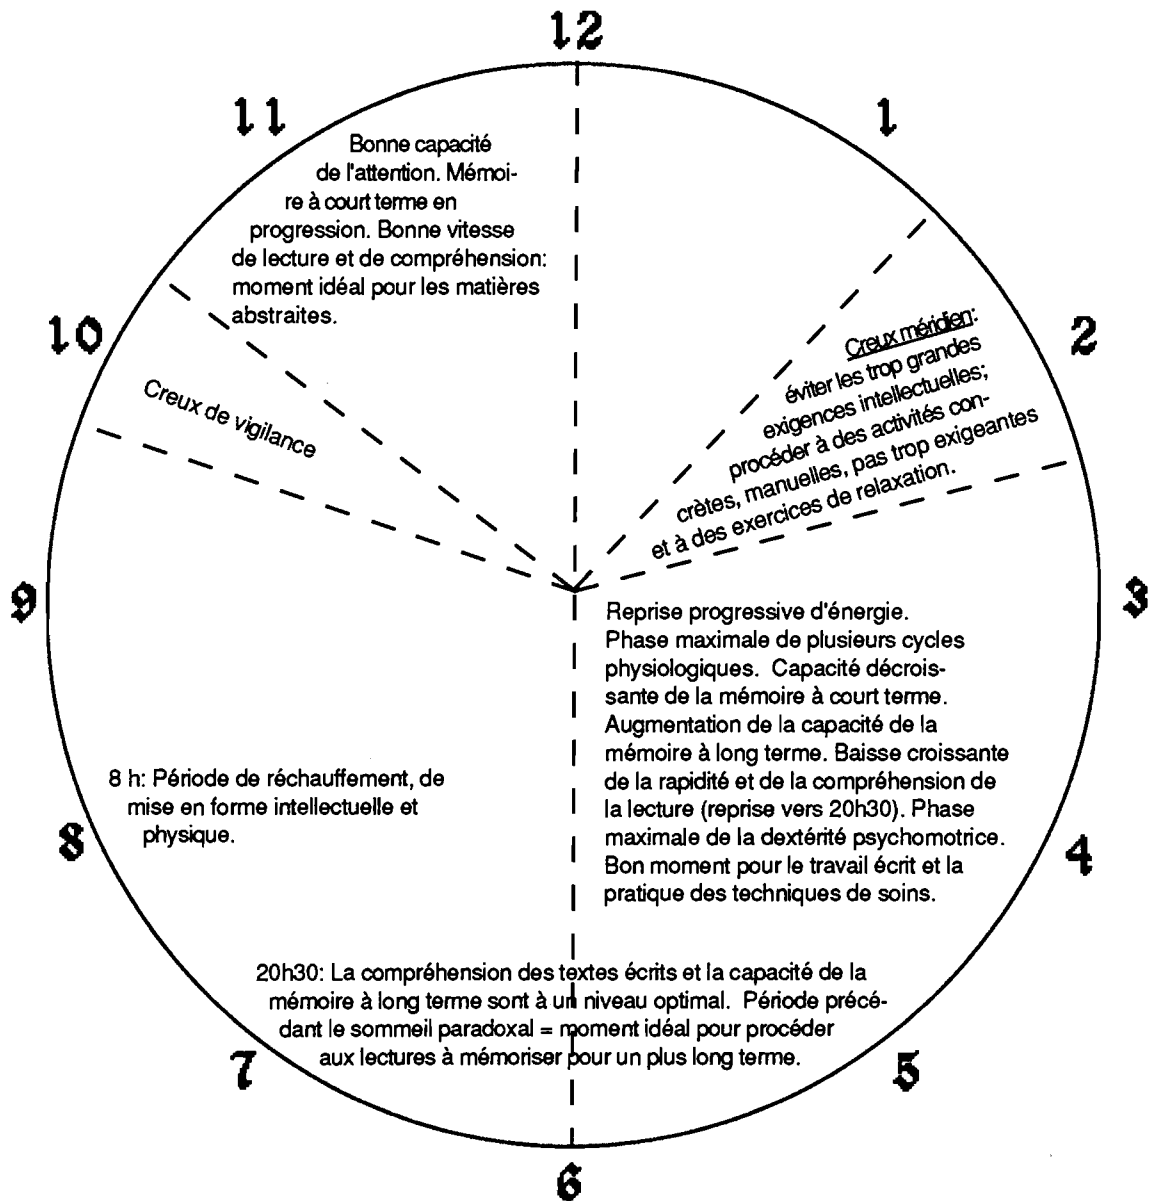 12
11
1
Bonne capacité
de l'attention. Mémoi-
re à court terme en
progression. Bonne vitesse
de lecture et de compréhension:
moment idéal pour les matières
abstraites.
10
2
Creux de vigilance
Creux méridien:
éviter les trop grandes
exigences intellectuelles;
procéder à des activités con-
crètes, manuelles, pas trop exigeantes
et à des exercices de relaxation.
9
3
Reprise progressive d'énergie.
Phase maximale de plusieurs cycles
physiologiques. Capacité décrois-
sante de la mémoire à court terme.
Augmentation de la capacité de la
mémoire à long terme. Baisse croissante
de la rapidité et de la compréhension de
la lecture (reprise vers 20h30). Phase
maximale de la dextérité psychomotrice.
Bon moment pour le travail écrit et la
pratique des techniques de soins.
8 h: Période de réchauffement, de
mise en forme intellectuelle et
physique.
8
4
20h30: La compréhension des textes écrits et la capacité de la
mémoire à long terme sont à un niveau optimal. Période précé-
dant le sommeil paradoxal = moment idéal pour procéder
aux lectures à mémoriser pour un plus long terme.
7
5
6